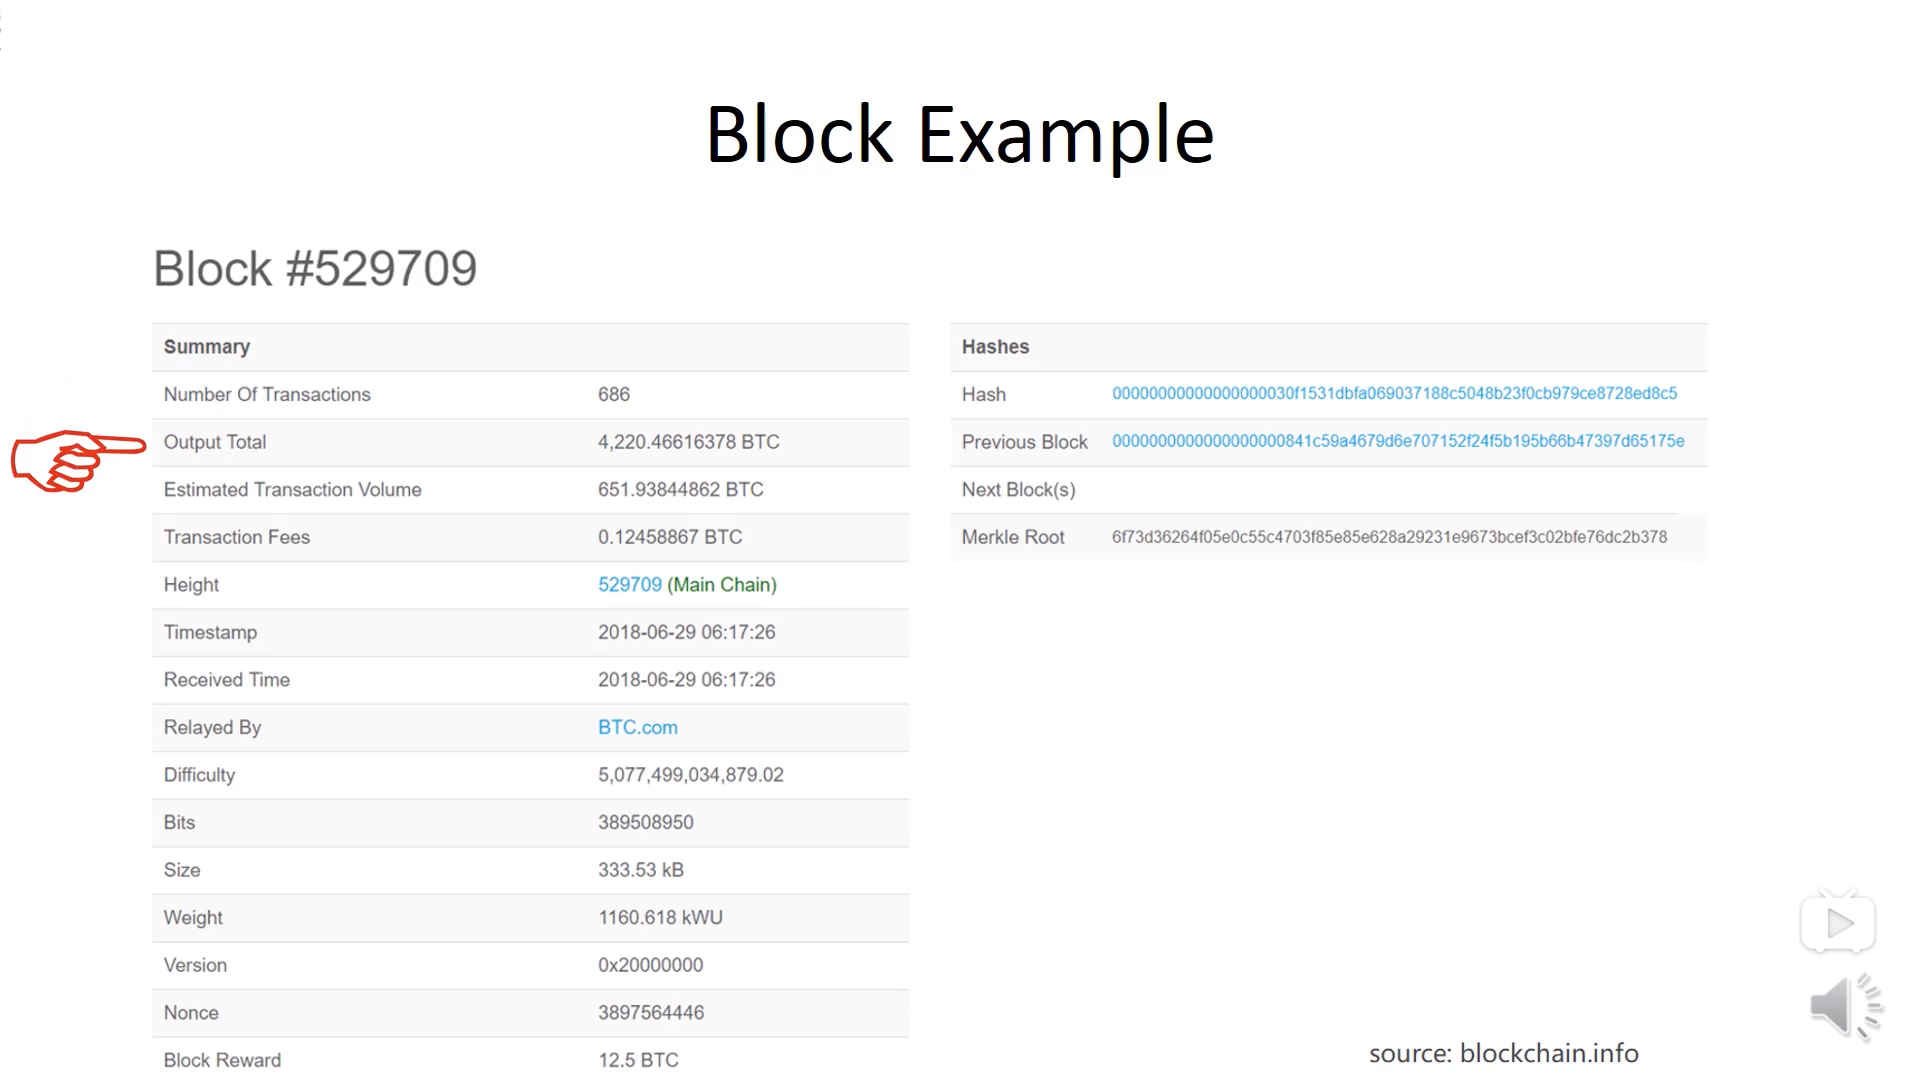 Block Example
Block #529709
Summary
Number Of Transactions 686
Output Total 4,220.46616378 BTC
Estimated Transaction Volume 651.93844862 BTC
Transaction Fees 0.12458867 BTC
Height 529709 (Main Chain)
Timestamp 2018-06-29 06:17:26
Received Time 2018-06-29 06:17:26
Relayed By BTC.com
Difficulty 5,077,499,034,879.02
Bits 389508950
Size 333.53 kB
Weight 1160.618 kWU
Version 0x20000000
Nonce 3897564446
Block Reward 12.5 BTC
Hashes
Hash 00000000000000000030f1531dbfa069037188c5048b23f0cb979ce8728ed8c5
Previous Block 0000000000000000000841c59a4679d6e707152f24f5b195b66b47397d65175e
Next Block(s)
Merkle Root 6f73d36264f05e0c55c4703f85e85e628a29231e9673bcef3c02bfe76dc2b378
source: blockchain.info